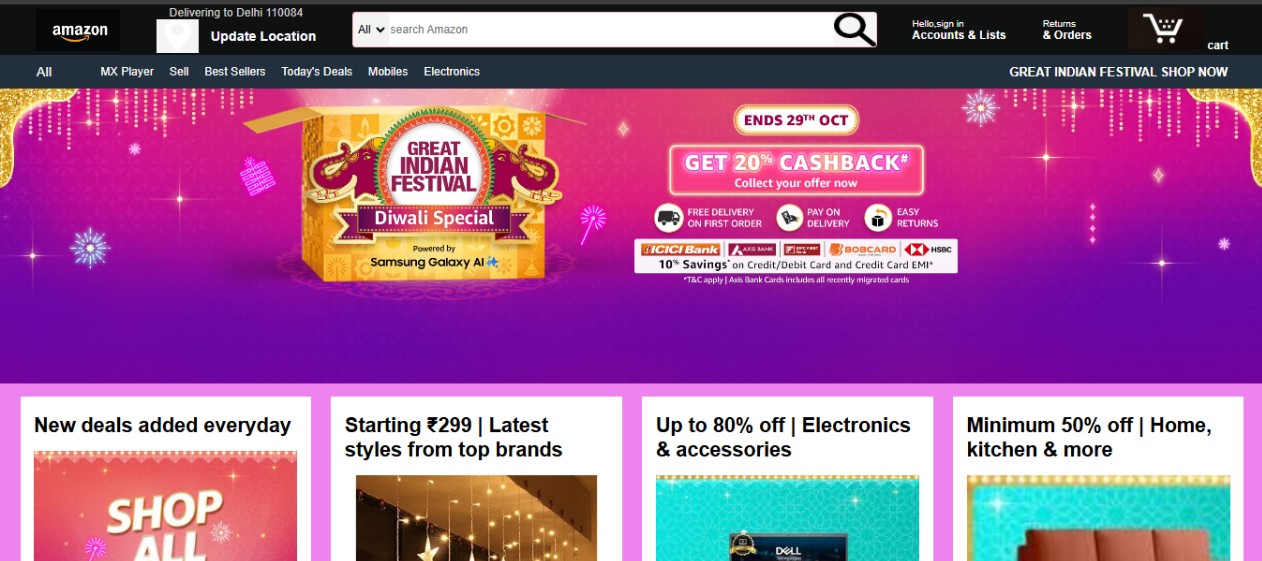 Delivering to Delhi 110084
amazon
Update Location
All
search Amazon
Hello,sign in
Accounts & Lists
Returns
& Orders
cart
All
MX Player
Sell
Best Sellers
Today's Deals
Mobiles
Electronics
GREAT INDIAN FESTIVAL SHOP NOW
GREAT
INDIAN
FESTIVAL
Diwali Special
Powered by
Samsung Galaxy AI
ENDS 29TH OCT
GET 20% CASHBACK#
Collect your offer now
FREE DELIVERY
ON FIRST ORDER
PAY ON
DELIVERY
EASY
RETURNS
ICICI Bank
AXIS BANK
BOBCARD
HSBC
10% Savings* on Credit/Debit Card and Credit Card EMI*
*T&C apply | Axis Bank Cards includes all recently migrated cards
New deals added everyday
SHOP
ALL
Starting ₹299 | Latest
styles from top brands
Up to 80% off | Electronics
& accessories
DELL
Minimum 50% off | Home,
kitchen & more